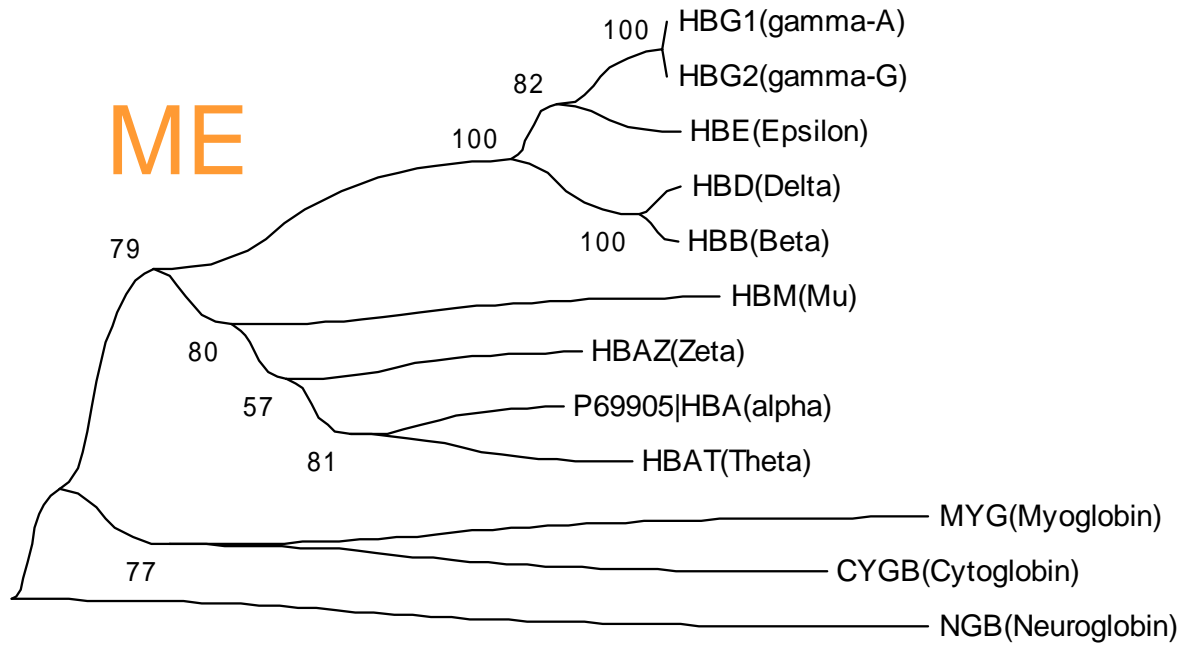 100
HBG1(gamma-A)
HBG2(gamma-G)
82
ME
HBE(Epsilon)
100
HBD(Delta)
100
HBB(Beta)
79
HBM(Mu)
80
HBAZ(Zeta)
57
P69905|HBA(alpha)
81
HBAT(Theta)
MYG(Myoglobin)
77
CYGB(Cytoglobin)
NGB(Neuroglobin)